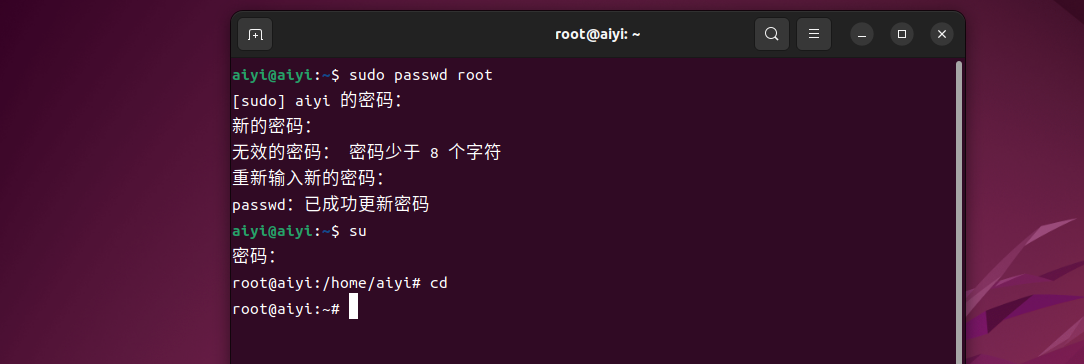 root@aiyi: ~
aiyi@aiyi:~$ sudo passwd root
[sudo] aiyi 的密码：
新的密码：
无效的密码： 密码少于 8 个字符
重新输入新的密码：
passwd：已成功更新密码
aiyi@aiyi:~$ su
密码：
root@aiyi:/home/aiyi# cd
root@aiyi:~#